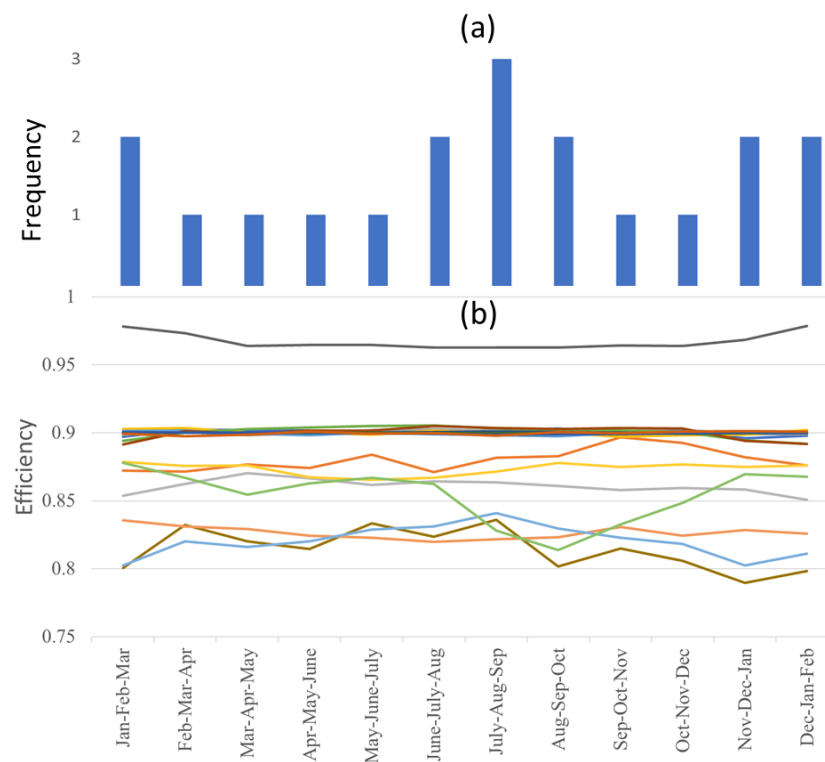 (a)
3
2
1
Frequency
1
(b)
0.95
0.9
0.85
0.8
0.75
Efficiency
Jan-Feb-Mar
Feb-Mar-Apr
Mar-Apr-May
Apr-May-June
May-June-July
June-July-Aug
July-Aug-Sep
Aug-Sep-Oct
Sep-Oct-Nov
Oct-Nov-Dec
Nov-Dec-Jan
Dec-Jan-Feb